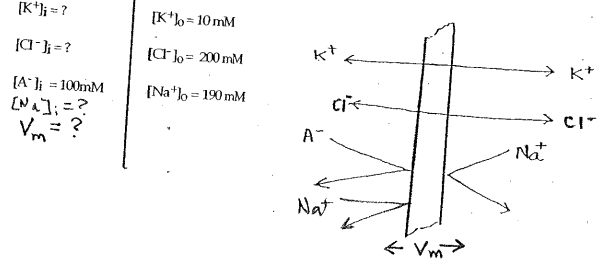 [K⁺]i = ?
[Cl⁻]i = ?
[A⁻]i = 100mM
[Na]i = ?
Vm = ?
[K⁺]o = 10 mM
[Cl⁻]o = 200 mM
[Na⁺]o = 190 mM
K⁺
K⁺
Cl⁻
Cl⁻
A⁻
Na⁺
Na⁺
Vm